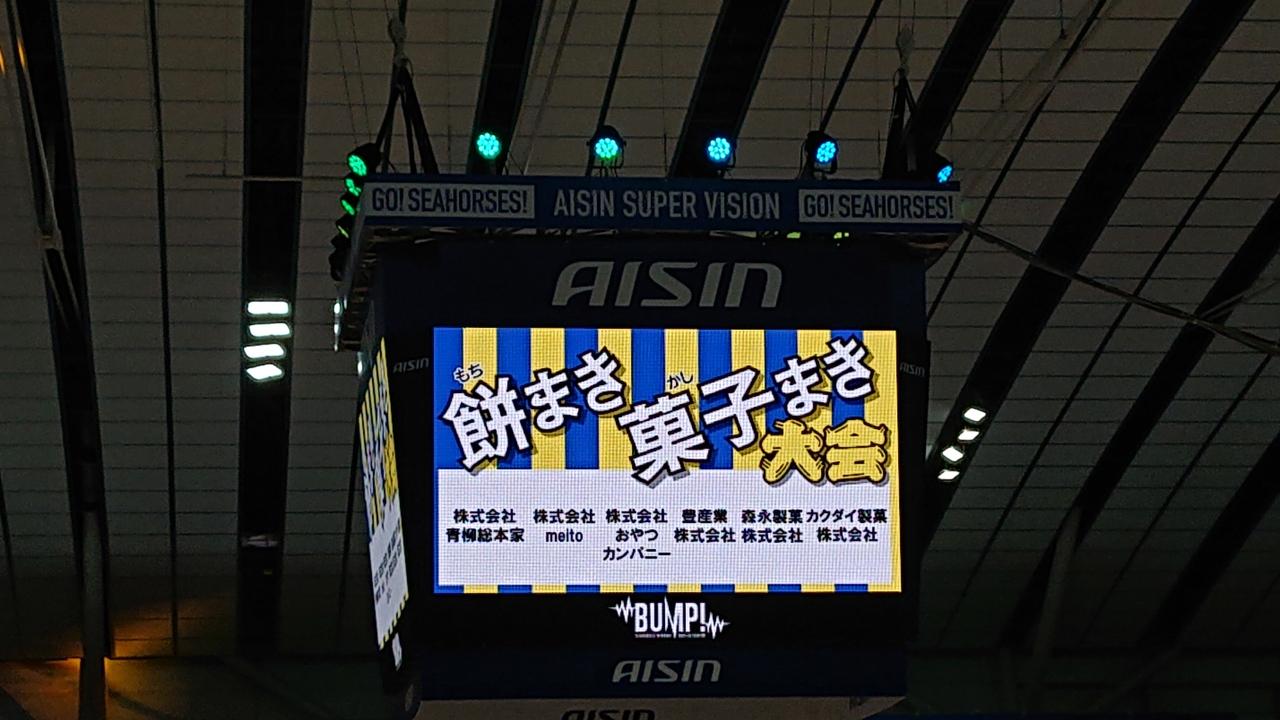 GO! SEAHORSES! AISIN SUPER VISION GO! SEAHORSES!
AISIN
AISIN
AISIN
もち
かし
餅まき菓子まき
大会
株式会社 株式会社 株式会社 豊産業 森永製菓 カクダイ製菓
青柳総本家 meito おやつ 株式会社 株式会社 株式会社
カンパニー
BUMP!
AISIN
AISIN